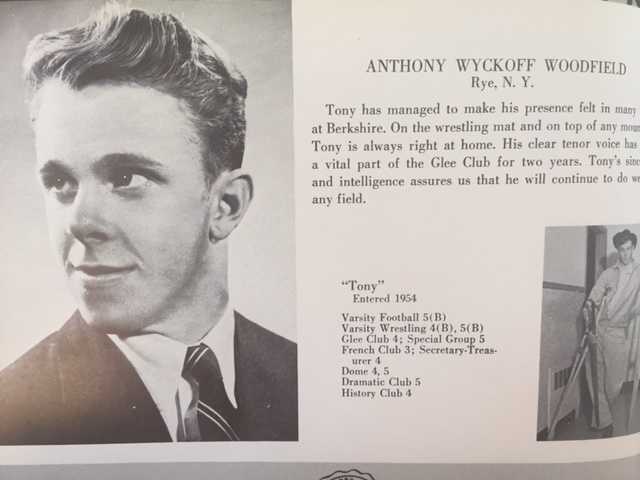 ANTHONY WYCKOFF WOODFIELD
Rye, N. Y.
Tony has managed to make his presence felt in many
at Berkshire. On the wrestling mat and on top of any
Tony is always right at home. His clear tenor voice has
a vital part of the Glee Club for two years. Tony's
and intelligence assures us that he will continue to do
any field.
"Tony"
Entered 1954
Varsity Football 5(B)
Varsity Wrestling 4(B), 5(B)
Glee Club 4; Special Group 5
French Club 3; Secretary-Treas-
urer 4
Dome 4, 5
Dramatic Club 5
History Club 4